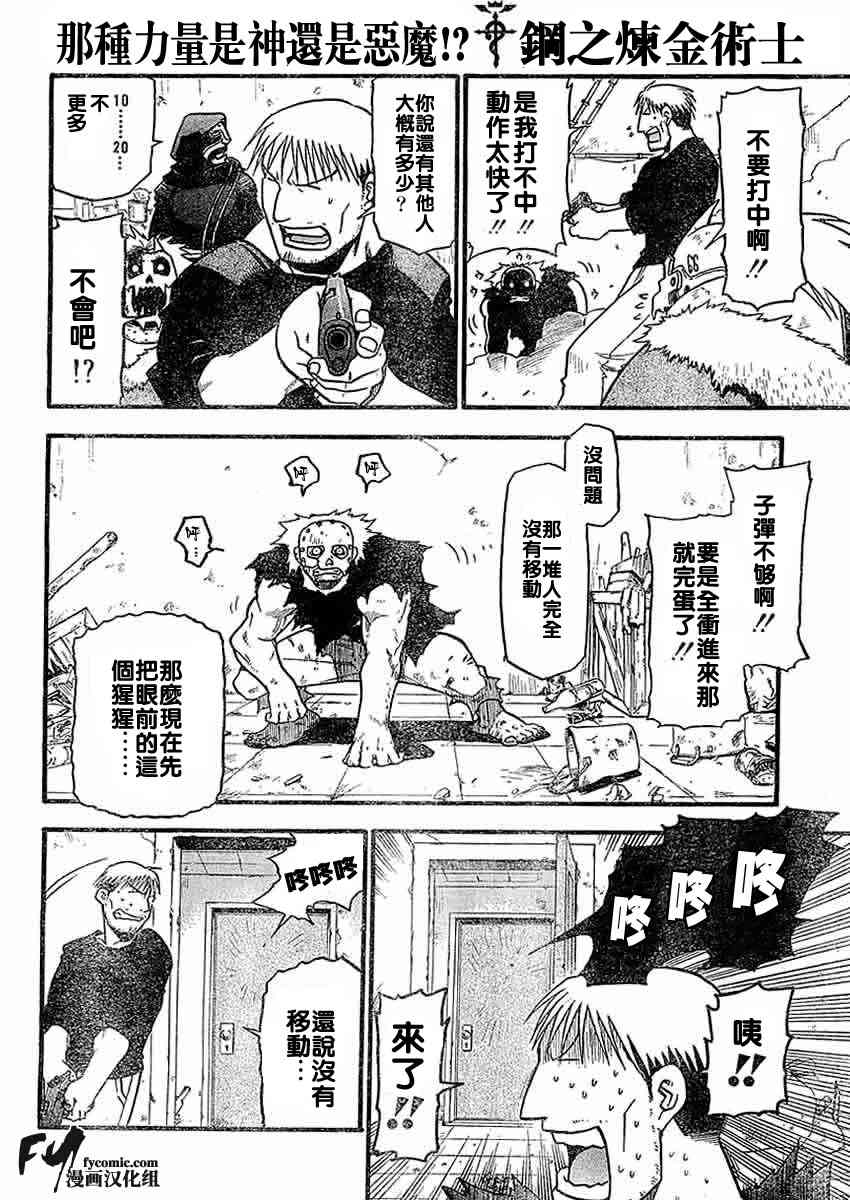 那種力量是神還是惡魔!? 鋼之煉金術士
不要打中啊!!
是我打不中!!
動作太快了!!
你說還有其他人
大概有多少?
10……20…
不
更多
不會吧!?
子彈不够啊!!
要是全衝進來那
就完蛋了!!
沒問題
那一堆人完全
沒有移動
呼
呼
呼…
那麼現在先
把眼前的這
個猩猩……
咚咚咚
咦!!
來了!!
咚咚咚
還說沒有
移動…
FY
fycomic.com
漫画汉化组